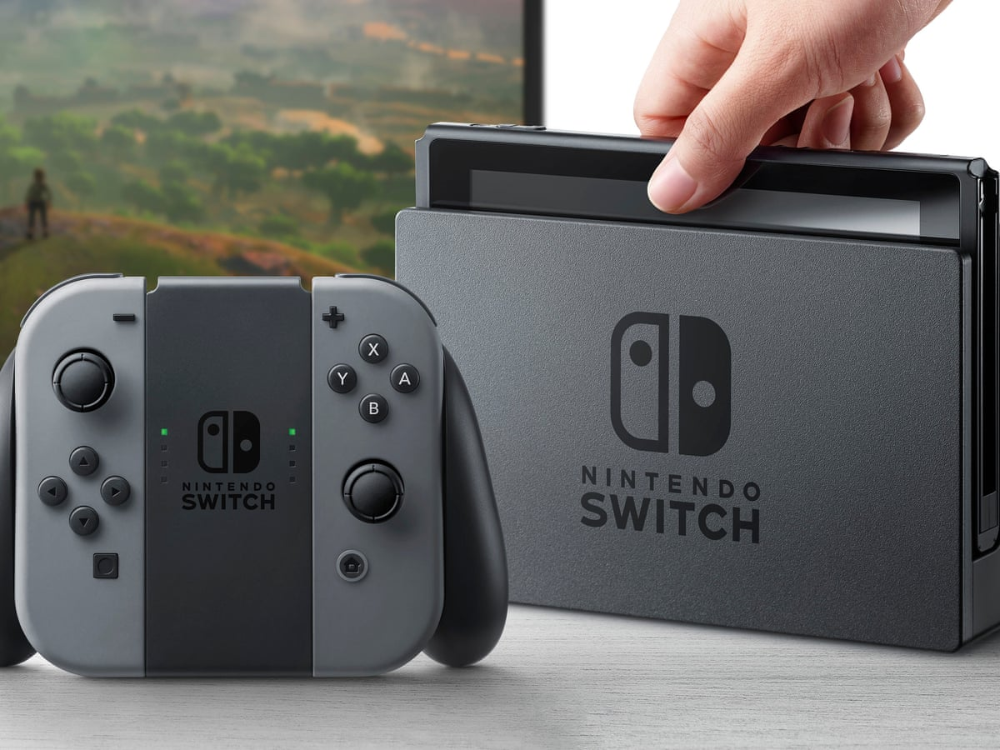 X
Y
A
B
NINTENDO
SWITCH
NINTENDO
SWITCH